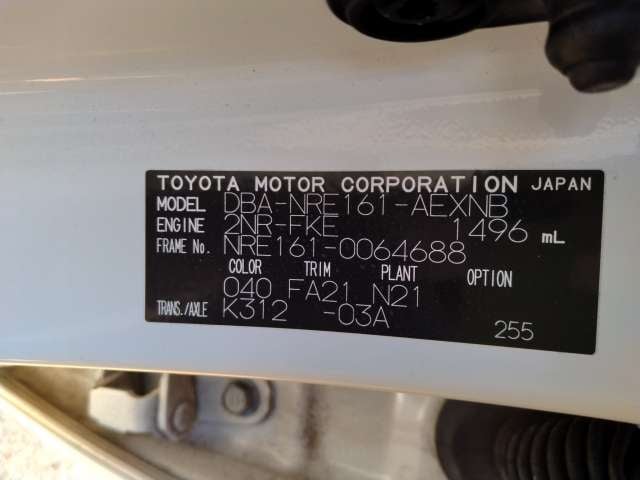 TOYOTA MOTOR CORPORATION JAPAN
MODEL DBA-NRE161-AEXNB
ENGINE 2NR-FKE 1496 mL
FRAME No. NRE161-0064688
COLOR TRIM PLANT OPTION
040 FA21 N21
TRANS./AXLE K312 -03A
255